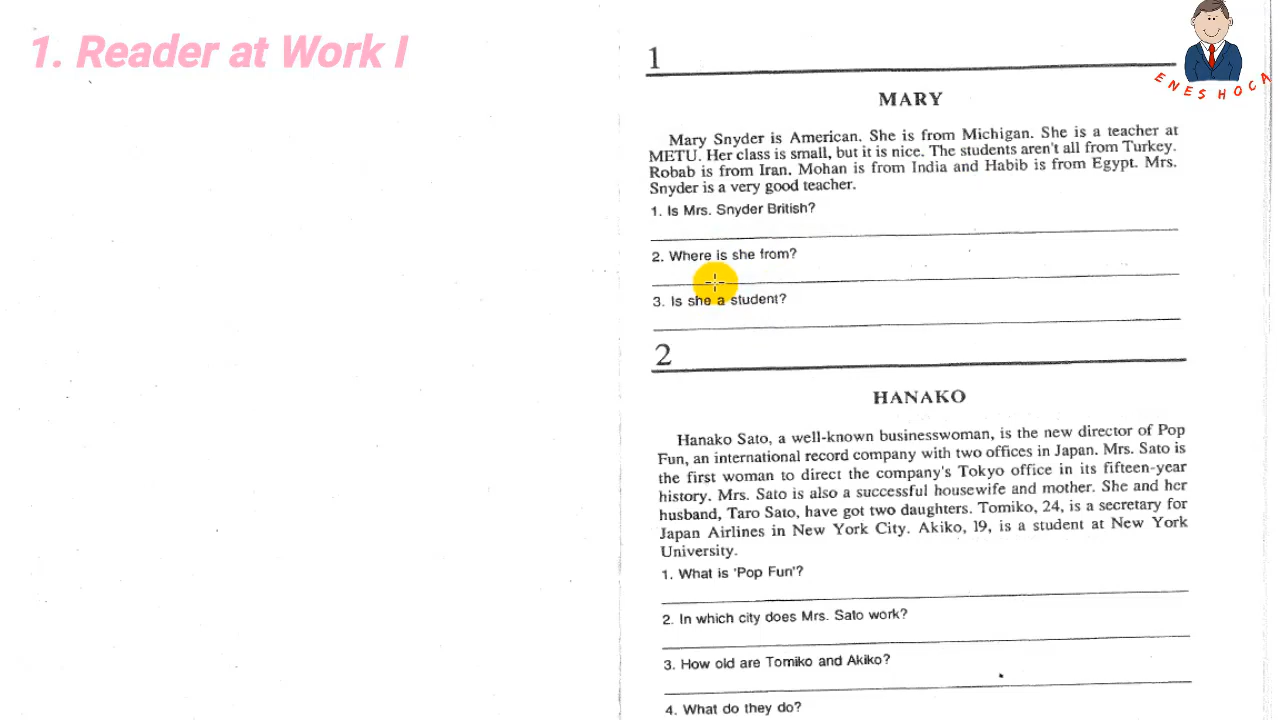 1. Reader at Work I
ENES HOCA
1
MARY
Mary Snyder is American. She is from Michigan. She is a teacher at
METU. Her class is small, but it is nice. The students aren't all from Turkey.
Robab is from Iran. Mohan is from India and Habib is from Egypt. Mrs.
Snyder is a very good teacher.
1. Is Mrs. Snyder British?
2. Where is she from?
3. Is she a student?
2
HANAKO
Hanako Sato, a well-known businesswoman, is the new director of Pop
Fun, an international record company with two offices in Japan. Mrs. Sato is
the first woman to direct the company's Tokyo office in its fifteen-year
history. Mrs. Sato is also a successful housewife and mother. She and her
husband, Taro Sato, have got two daughters. Tomiko, 24, is a secretary for
Japan Airlines in New York City. Akiko, 19, is a student at New York
University.
1. What is 'Pop Fun'?
2. In which city does Mrs. Sato work?
3. How old are Tomiko and Akiko?
4. What do they do?